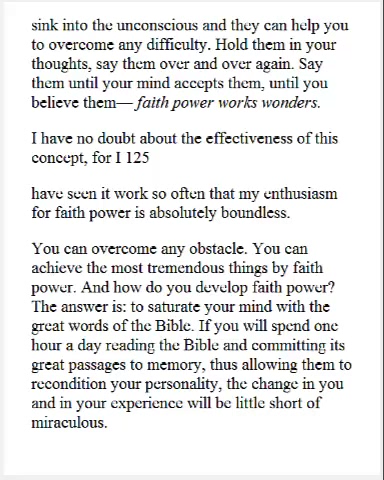 sink into the unconscious and they can help you
to overcome any difficulty. Hold them in your
thoughts, say them over and over again. Say
them until your mind accepts them, until you
believe them— faith power works wonders.
I have no doubt about the effectiveness of this
concept, for I 125
have seen it work so often that my enthusiasm
for faith power is absolutely boundless.
You can overcome any obstacle. You can
achieve the most tremendous things by faith
power. And how do you develop faith power?
The answer is: to saturate your mind with the
great words of the Bible. If you will spend one
hour a day reading the Bible and committing its
great passages to memory, thus allowing them to
recondition your personality, the change in you
and in your experience will be little short of
miraculous.